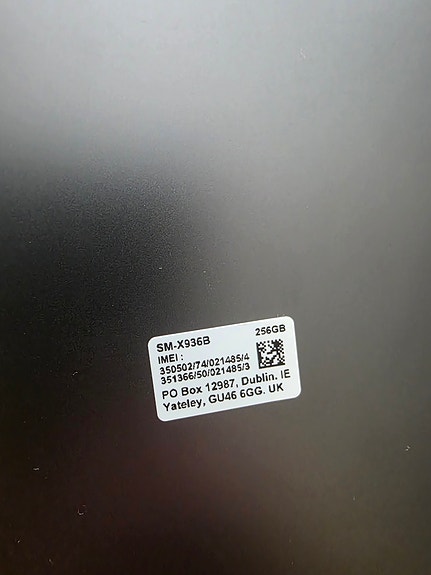 SM-X936B 256GB
IMEI :
350502/74/021485/4
351366/50/021485/3
PO Box 12987, Dublin. IE
Yateley, GU46 6GG. UK